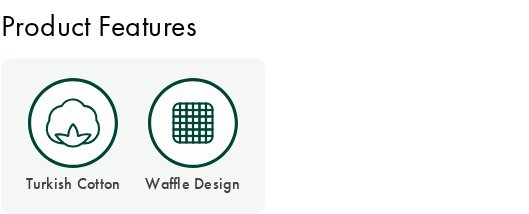 Product Features
Turkish Cotton
Waffle Design